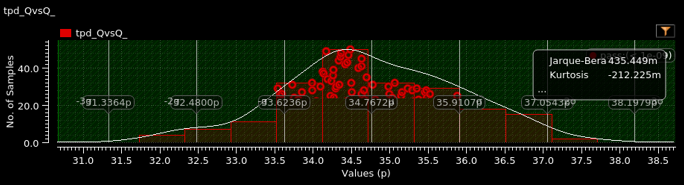 tpd_QvsQ_
tpd_QvsQ_
No. of Samples
40.0
20.0
0.0
31.3364p
32.4800p
33.6236p
34.7672p
35.9107p
37.0543p
38.1979p
Jarque-Bera 435.449m
Kurtosis -212.225m
...
31.0 31.5 32.0 32.5 33.0 33.5 34.0 34.5 35.0 35.5 36.0 36.5 37.0 37.5 38.0 38.5
Values (p)